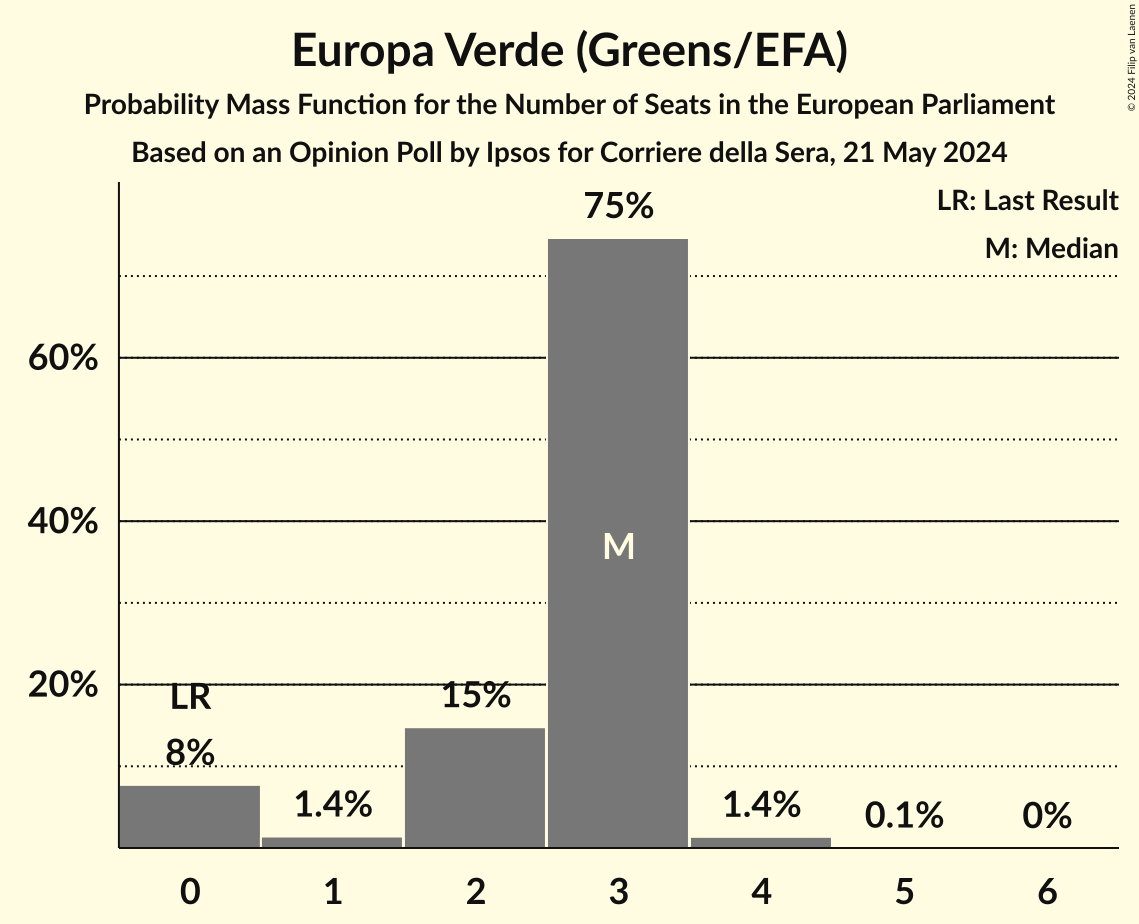 Europa Verde (Greens/EFA)
Probability Mass Function for the Number of Seats in the European Parliament
Based on an Opinion Poll by Ipsos for Corriere della Sera, 21 May 2024
© 2024 Filip van Laenen
LR: Last Result
M: Median
75%
60%
40%
20%
M
LR
8%
1.4%
15%
1.4%
0.1%
0%
0 1 2 3 4 5 6